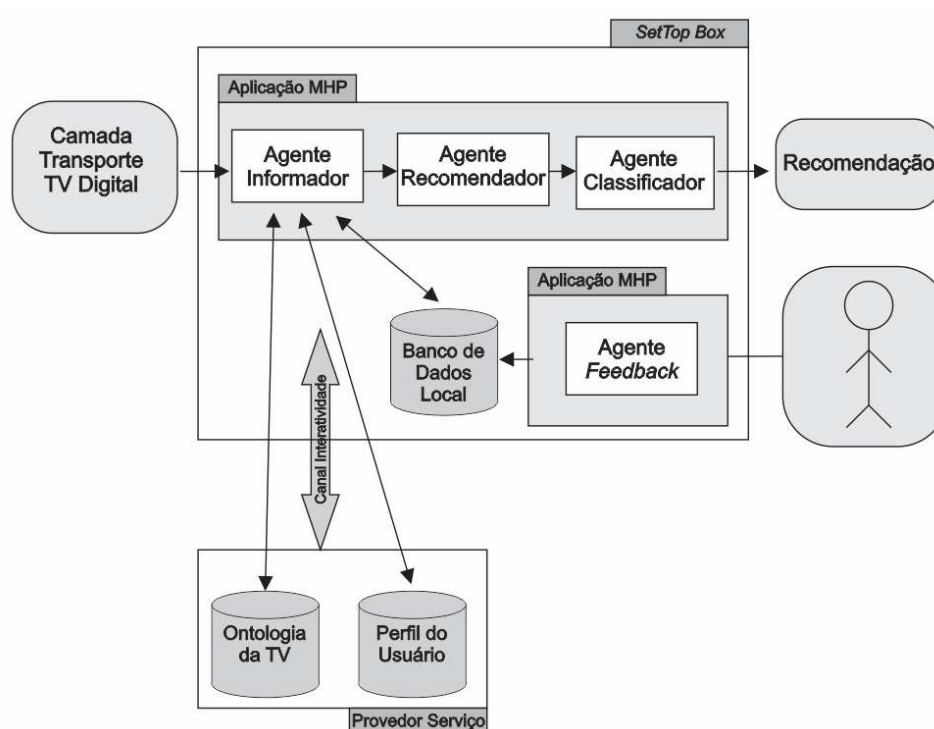 SetTop Box
Aplicação MHP
Camada
Transporte
TV Digital
Agente
Informador
Agente
Recomendador
Agente
Classificador
Recomendação
Aplicação MHP
Agente
Feedback
Banco de
Dados
Local
Canal Interatividade
Ontologia
da TV
Perfil do
Usuário
Provedor Serviço